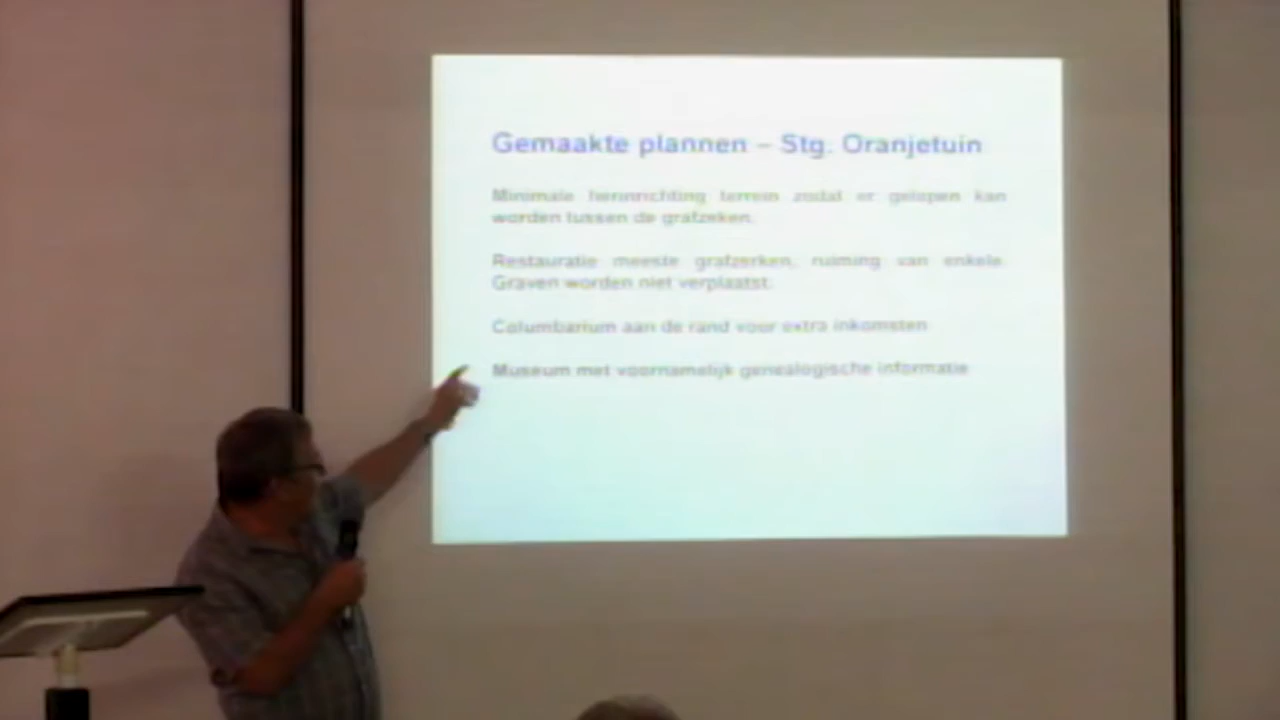 Gemaakte plannen – Stg. Oranjetuin
Minimale herinrichting terrein zodat er gelopen kan
worden tussen de grafzeken.
Restauratie meeste grafzerken, ruiming van enkele.
Graven worden niet verplaatst.
Columbarium aan de rand voor extra inkomsten
Museum met voornamelijk genealogische informatie